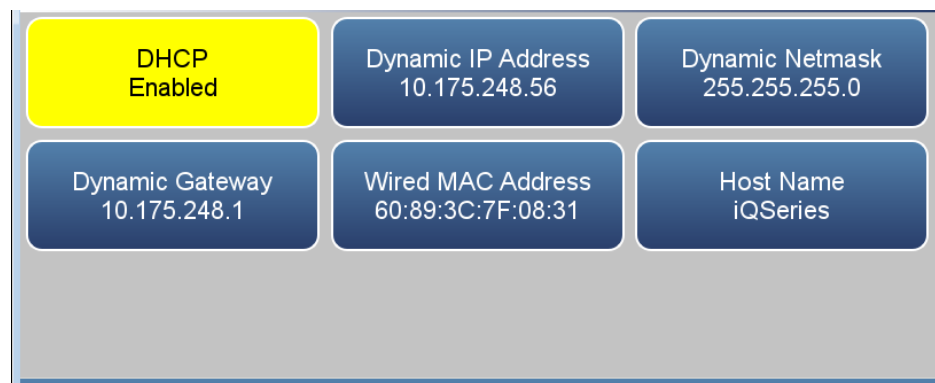 DHCP
Enabled
Dynamic IP Address
10.175.248.56
Dynamic Netmask
255.255.255.0
Dynamic Gateway
10.175.248.1
Wired MAC Address
60:89:3C:7F:08:31
Host Name
iQSeries